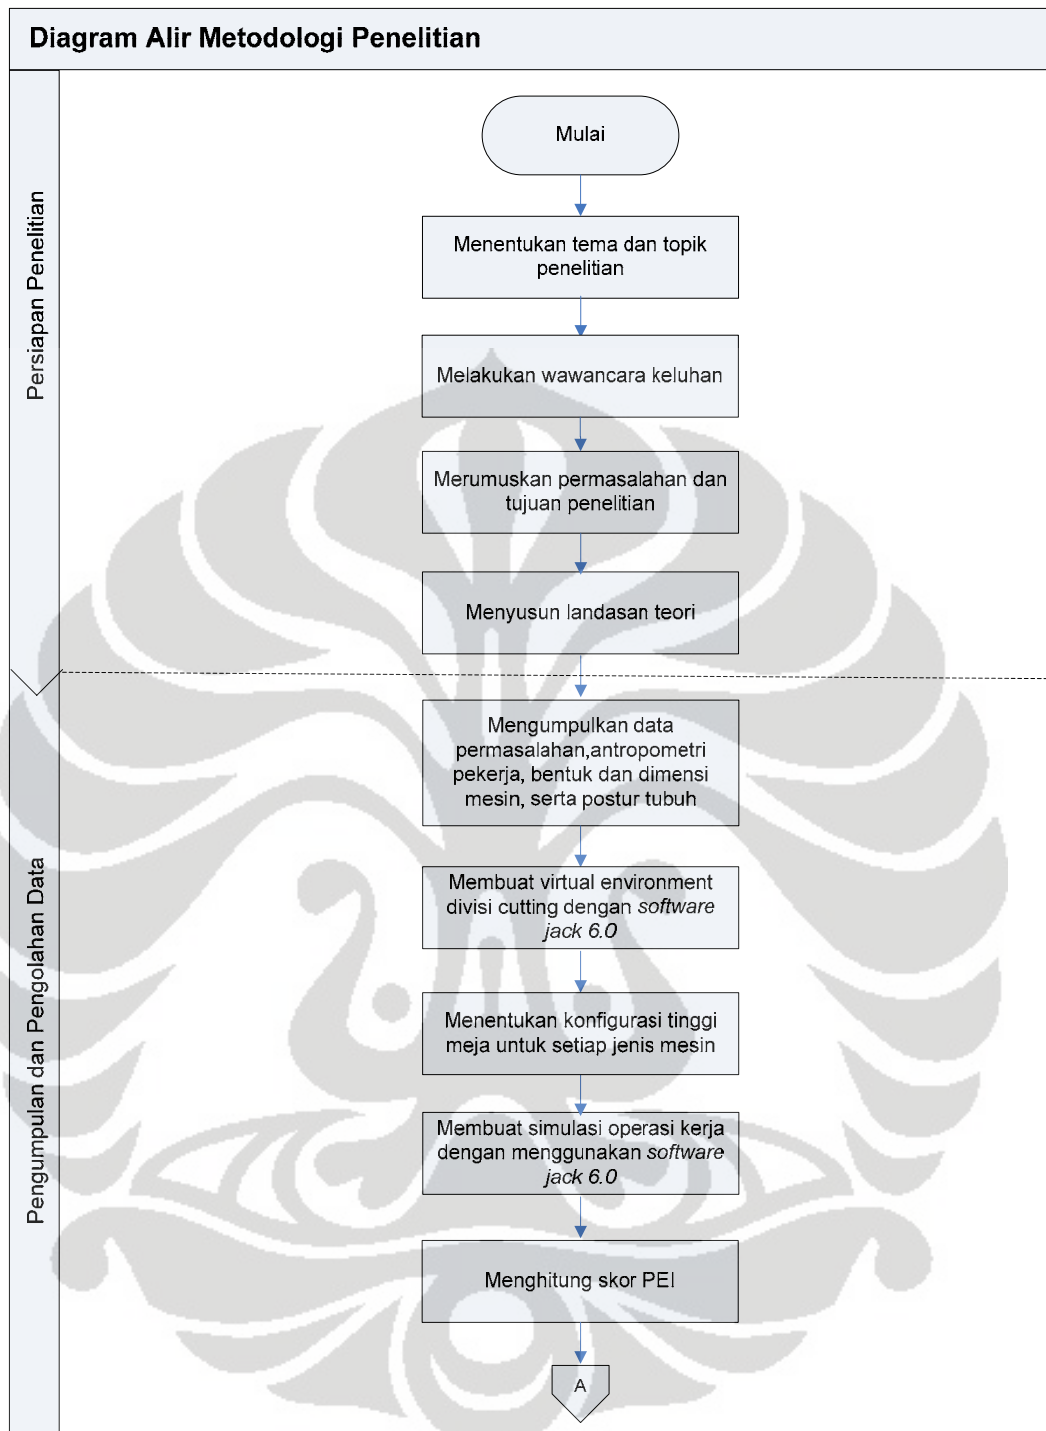 Diagram Alir Metodologi Penelitian
Persiapan Penelitian
Mulai
Menentukan tema dan topik
penelitian
Melakukan wawancara keluhan
Merumuskan permasalahan dan
tujuan penelitian
Menyusun landasan teori
Pengumpulan dan Pengolahan Data
Mengumpulkan data
permasalahan,antropometri
pekerja, bentuk dan dimensi
mesin, serta postur tubuh
Membuat virtual environment
divisi cutting dengan software
jack 6.0
Menentukan konfigurasi tinggi
meja untuk setiap jenis mesin
Membuat simulasi operasi kerja
dengan menggunakan software
jack 6.0
Menghitung skor PEI
A